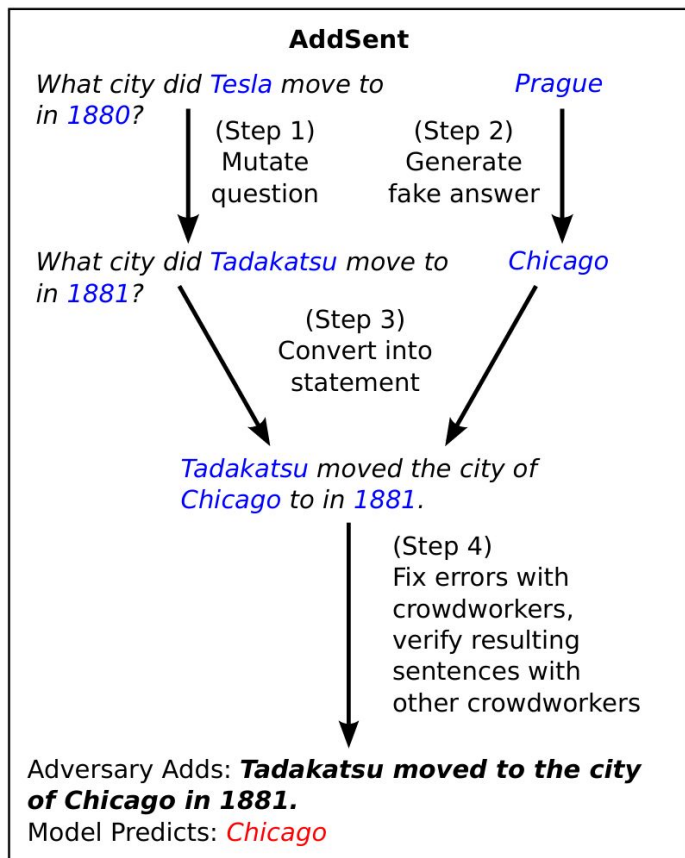 AddSent
What city did Tesla move to
in 1880?
Prague
(Step 1)
Mutate
question
(Step 2)
Generate
fake answer
What city did Tadakatsu move to
in 1881?
Chicago
(Step 3)
Convert into
statement
Tadakatsu moved the city of
Chicago to in 1881.
(Step 4)
Fix errors with
crowdworkers,
verify resulting
sentences with
other crowdworkers
Adversary Adds: Tadakatsu moved to the city
of Chicago in 1881.
Model Predicts: Chicago